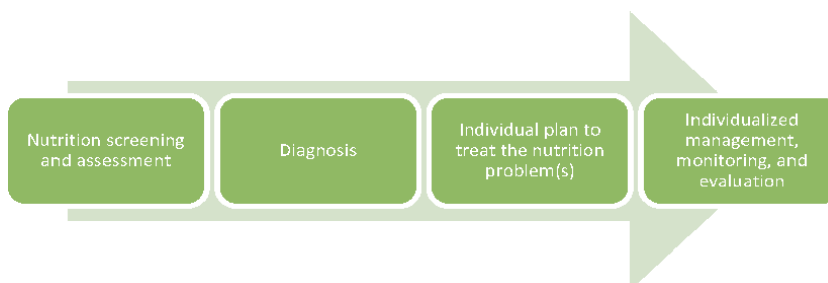 Nutrition screening
and assessment
Diagnosis
Individual plan to
treat the nutrition
problem(s)
Individualized
management,
monitoring, and
evaluation